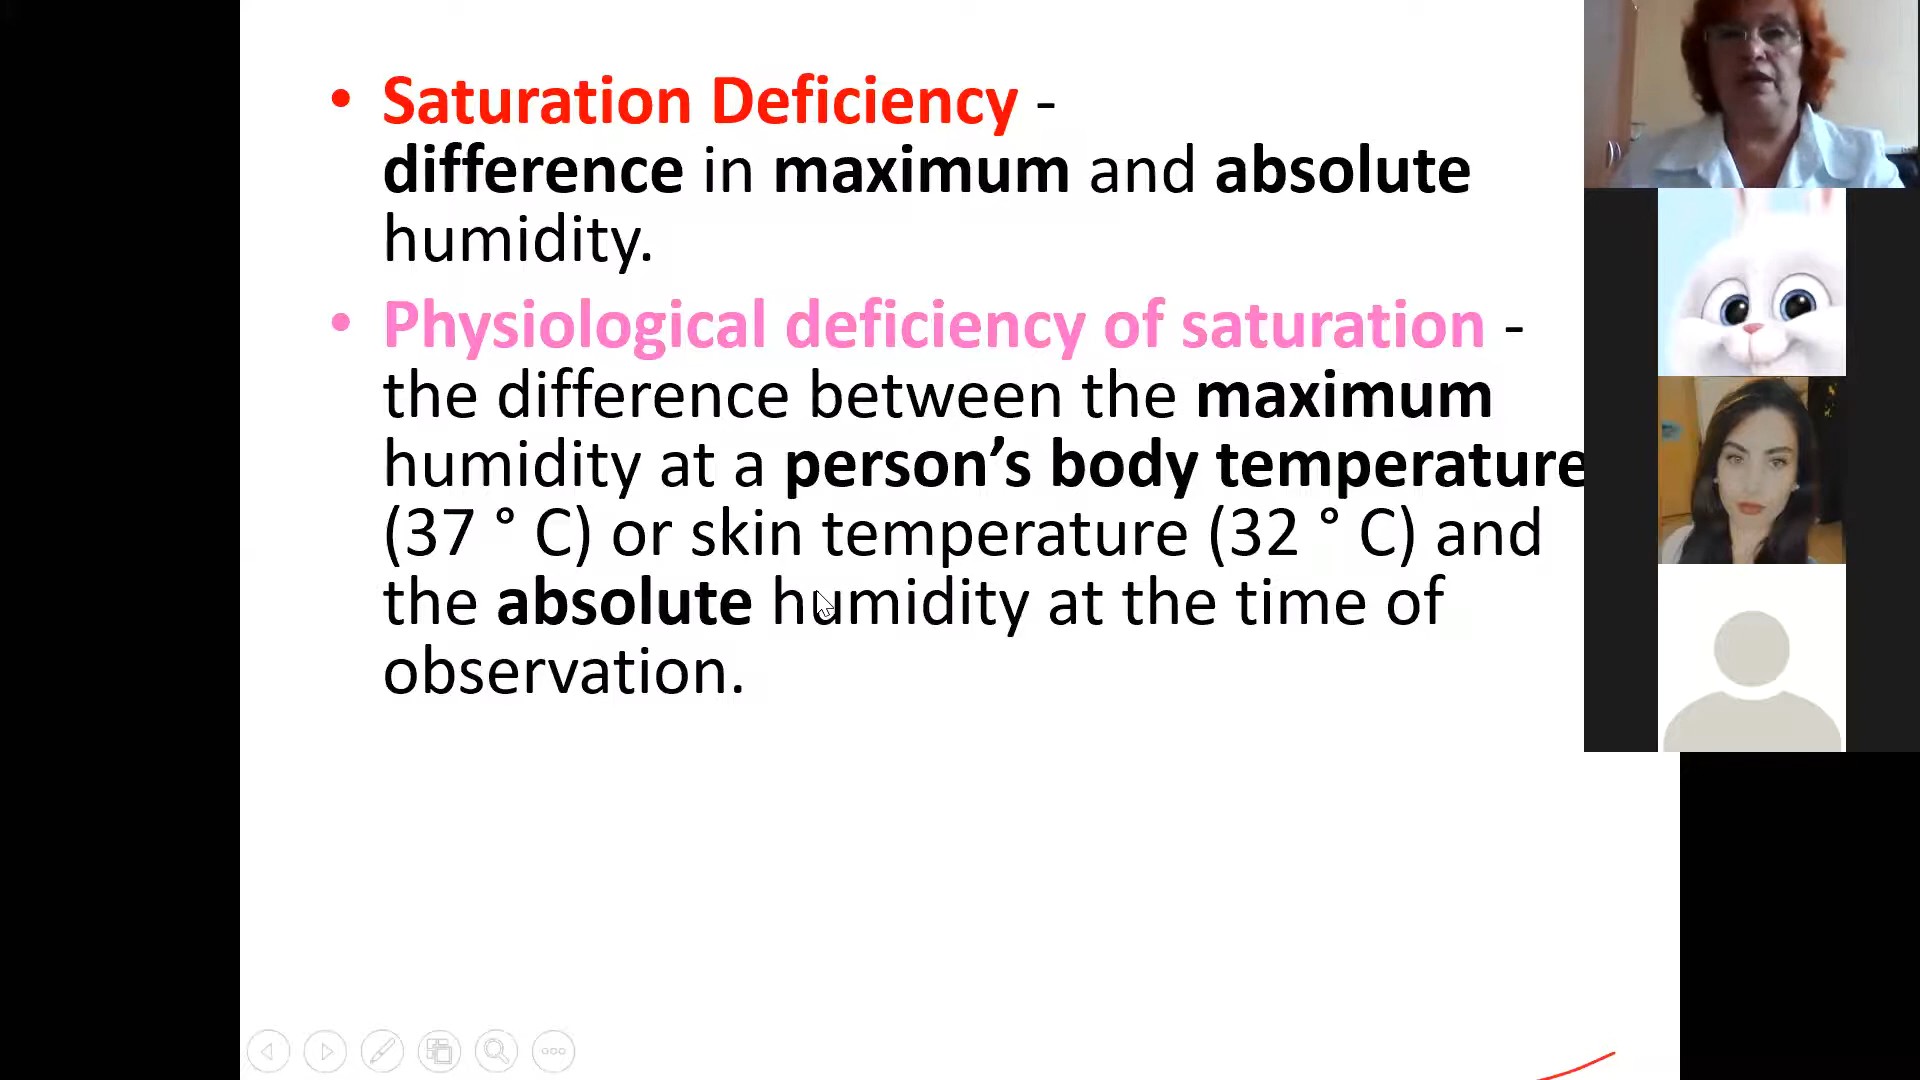 • Saturation Deficiency -
difference in maximum and absolute
humidity.
• Physiological deficiency of saturation -
the difference between the maximum
humidity at a person’s body temperature
(37 ° C) or skin temperature (32 ° C) and
the absolute humidity at the time of
observation.